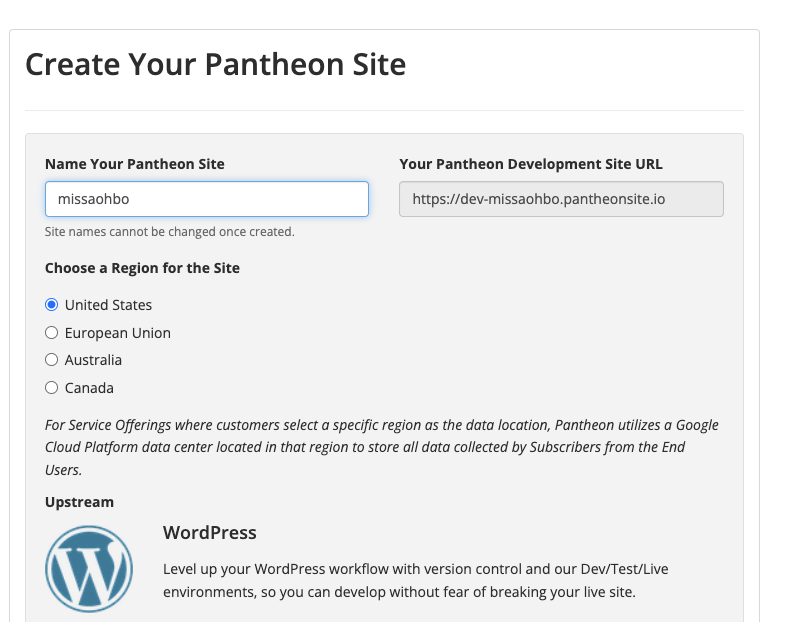 Create Your Pantheon Site
Name Your Pantheon Site
Your Pantheon Development Site URL
missaohbo
https://dev-missaohbo.pantheonsite.io
Site names cannot be changed once created.
Choose a Region for the Site
United States
European Union
Australia
Canada
For Service Offerings where customers select a specific region as the data location, Pantheon utilizes a Google
Cloud Platform data center located in that region to store all data collected by Subscribers from the End
Users.
Upstream
WordPress
Level up your WordPress workflow with version control and our Dev/Test/Live
environments, so you can develop without fear of breaking your live site.